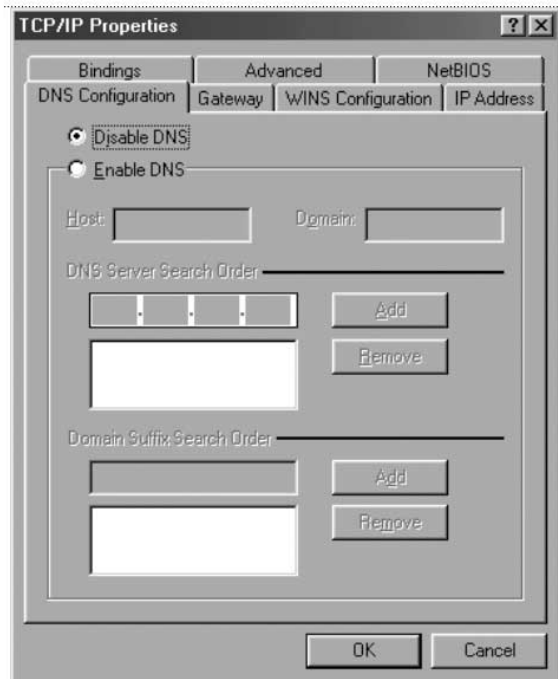 TCP/IP Properties
Bindings Advanced NetBIOS
DNS Configuration Gateway WINS Configuration IP Address
Disable DNS
Enable DNS
Host: Domain:
DNS Server Search Order
Add
Remove
Domain Suffix Search Order
Add
Remove
OK Cancel